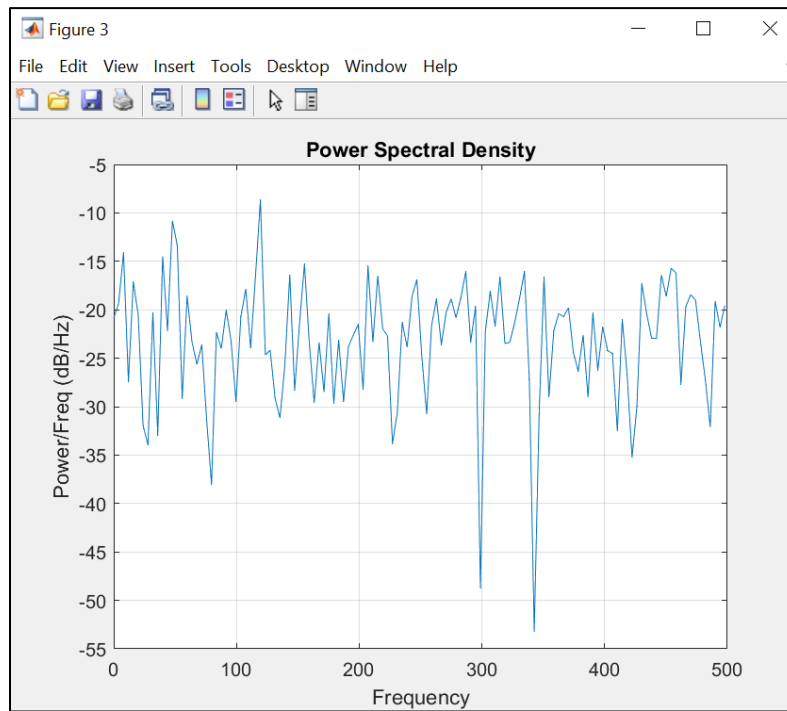 Figure 3
File Edit View Insert Tools Desktop Window Help
Power Spectral Density
-5
-10
-15
-20
-25
-30
-35
-40
-45
-50
-55
Power/Freq (dB/Hz)
0 100 200 300 400 500
Frequency